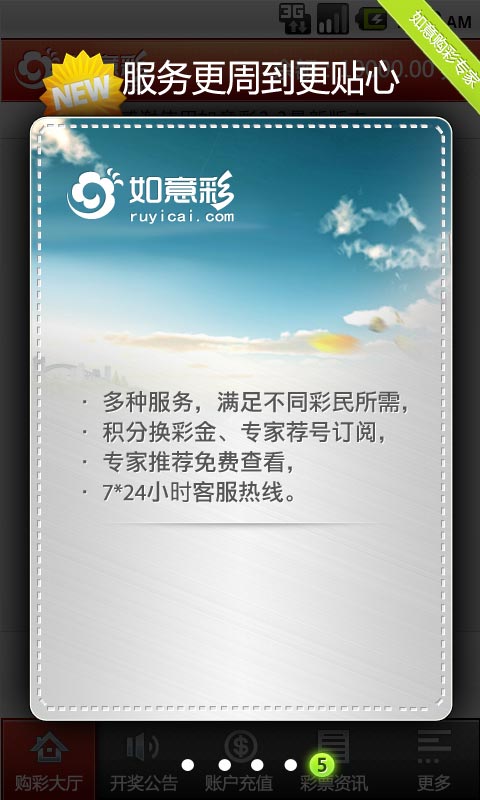 3G
AM
如意购彩专家
NEW
服务更周到更贴心
如意彩
ruyicai.com
· 多种服务，满足不同彩民所需，
· 积分换彩金、专家荐号订阅，
· 专家推荐免费查看，
· 7*24小时客服热线。
5
购彩大厅
开奖公告
账户充值
彩票资讯
更多